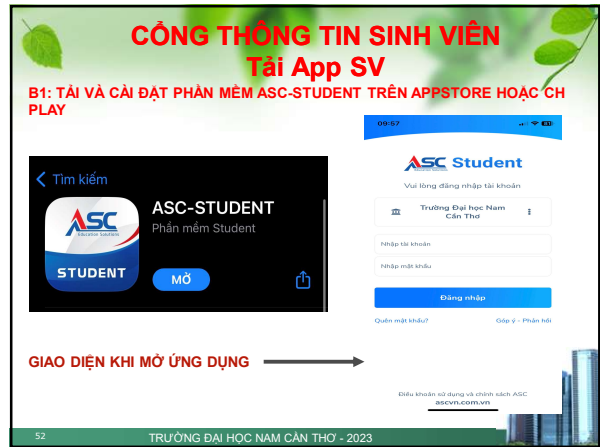 CỔNG THÔNG TIN SINH VIÊN
Tải App SV
B1: TẢI VÀ CÀI ĐẶT PHẦN MỀM ASC-STUDENT TRÊN APPSTORE HOẶC CH
PLAY
Tìm kiếm
ASC
Education Solutions
STUDENT
ASC-STUDENT
Phần mềm Student
MỞ
09:57
ASC Student
Vui lòng đăng nhập tài khoản
Trường Đại học Nam
Cần Thơ
Nhập tài khoản
Nhập mật khẩu
Đăng nhập
Quên mật khẩu?
Góp ý - Phản hồi
GIAO DIỆN KHI MỞ ỨNG DỤNG
Điều khoản sử dụng và chính sách ASC
ascvn.com.vn
52
TRƯỜNG ĐẠI HỌC NAM CẦN THƠ - 2023